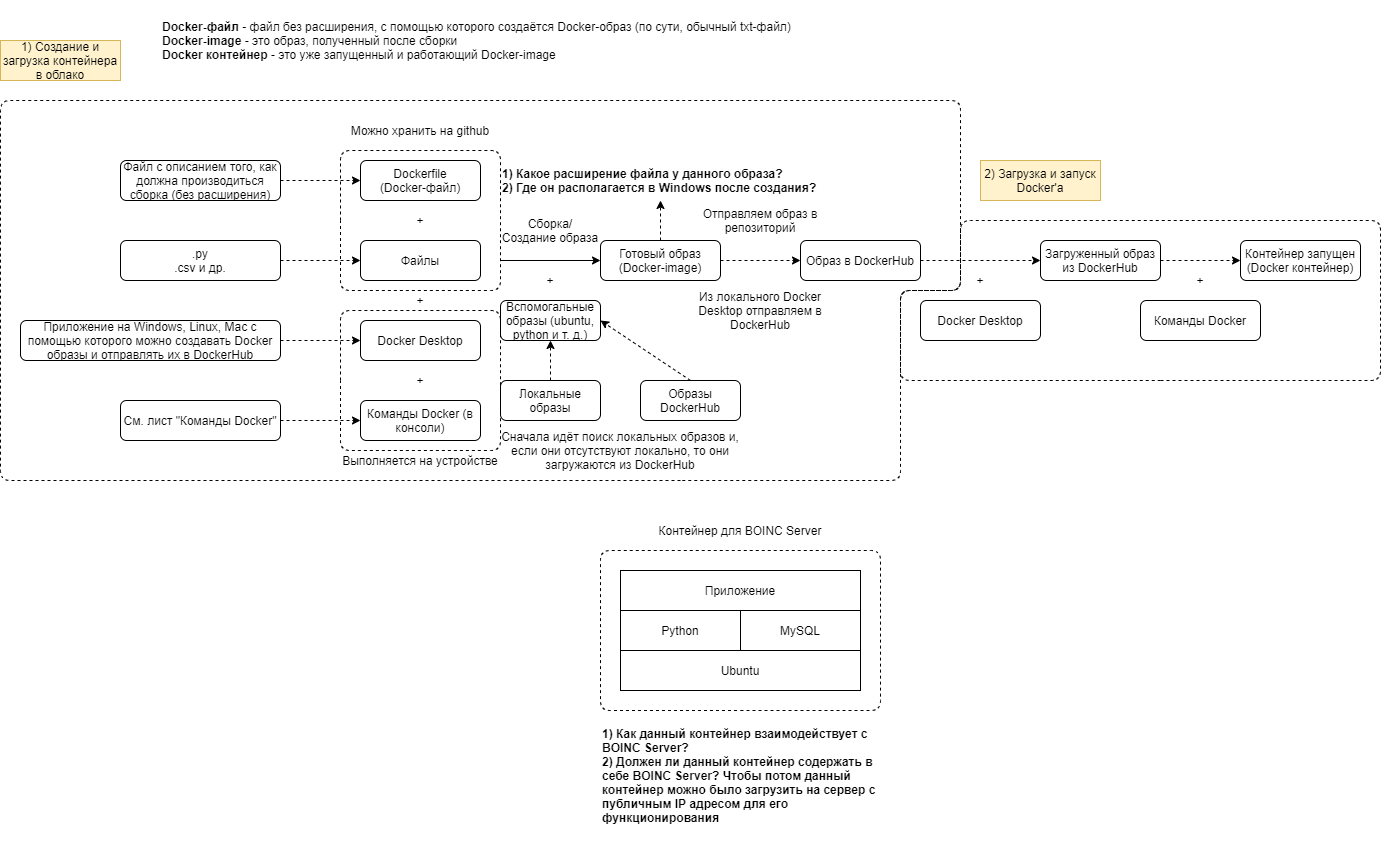 Docker-файл - файл без расширения, с помощью которого создаётся Docker-образ (по сути, обычный txt-файл)
Docker-image - это образ, полученный после сборки
Docker контейнер - это уже запущенный и работающий Docker-image
1) Создание и
загрузка контейнера
в облако
Можно хранить на github
Файл с описанием того, как
должна производиться
сборка (без расширения)
Dockerfile
(Docker-файл)
1) Какое расширение файла у данного образа?
2) Где он располагается в Windows после создания?
2) Загрузка и запуск
Docker'а
+
Сборка/
Создание образа
Отправляем образ в
репозиторий
.py
.csv и др.
Файлы
Готовый образ
(Docker-image)
Образ в DockerHub
Загруженный образ
из DockerHub
Контейнер запущен
(Docker контейнер)
+
+
+
+
Вспомогальные
образы (ubuntu,
python и т. д.)
Из локального Docker
Desktop отправляем в
DockerHub
Docker Desktop
Команды Docker
Приложение на Windows, Linux, Mac с
помощью которого можно создавать Docker
образы и отправлять их в DockerHub
Docker Desktop
+
Локальные
образы
Образы
DockerHub
См. лист "Команды Docker"
Команды Docker (в
консоли)
Выполняется на устройстве
Сначала идёт поиск локальных образов и,
если они отсутствуют локально, то они
загружаются из DockerHub
Контейнер для BOINC Server
Приложение
Python
MySQL
Ubuntu
1) Как данный контейнер взаимодействует с
BOINC Server?
2) Должен ли данный контейнер содержать в
себе BOINC Server? Чтобы потом данный
контейнер можно было загрузить на сервер с
публичным IP адресом для его
функционирования